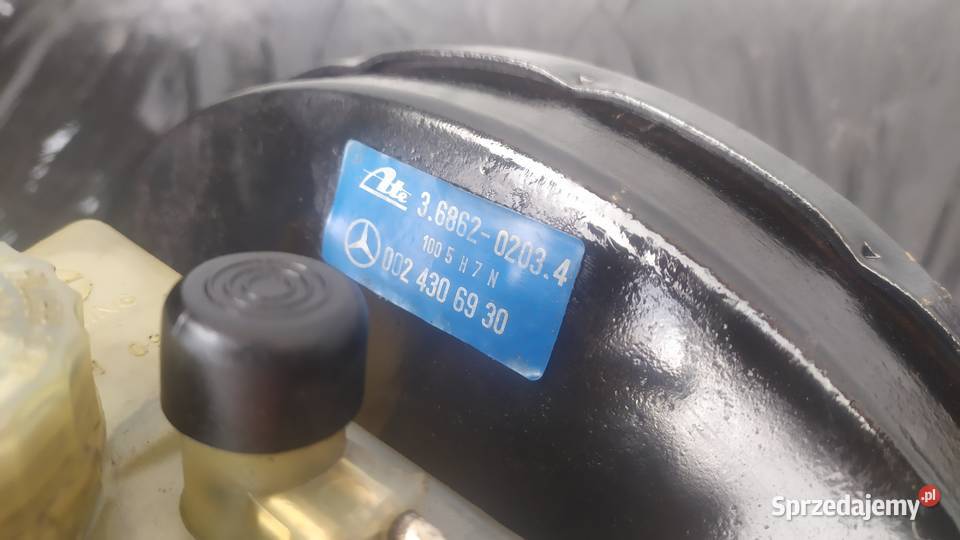 Ate 3.6862-0203.4
100 5 H 7 N
002 430 69 30
Sprzedajemy.pl